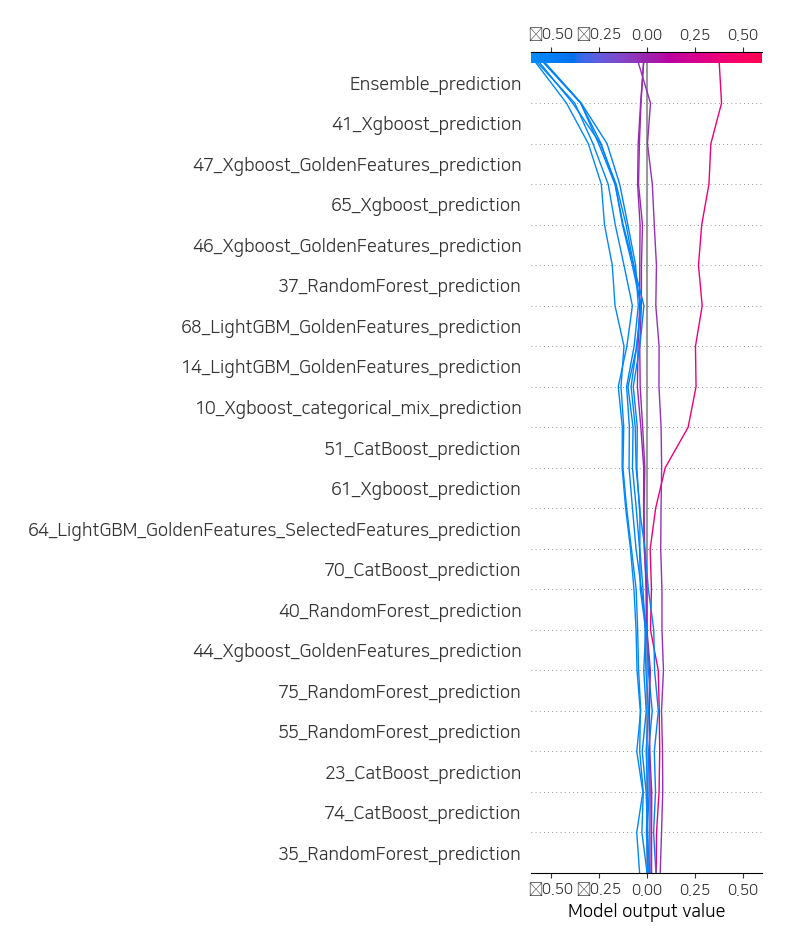 0.50 0.25 0.00 0.25 0.50
Ensemble_prediction
41_Xgboost_prediction
47_Xgboost_GoldenFeatures_prediction
65_Xgboost_prediction
46_Xgboost_GoldenFeatures_prediction
37_RandomForest_prediction
68_LightGBM_GoldenFeatures_prediction
14_LightGBM_GoldenFeatures_prediction
10_Xgboost_categorical_mix_prediction
51_CatBoost_prediction
61_Xgboost_prediction
64_LightGBM_GoldenFeatures_SelectedFeatures_prediction
70_CatBoost_prediction
40_RandomForest_prediction
44_Xgboost_GoldenFeatures_prediction
75_RandomForest_prediction
55_RandomForest_prediction
23_CatBoost_prediction
74_CatBoost_prediction
35_RandomForest_prediction
0.50 0.25 0.00 0.25 0.50
Model output value